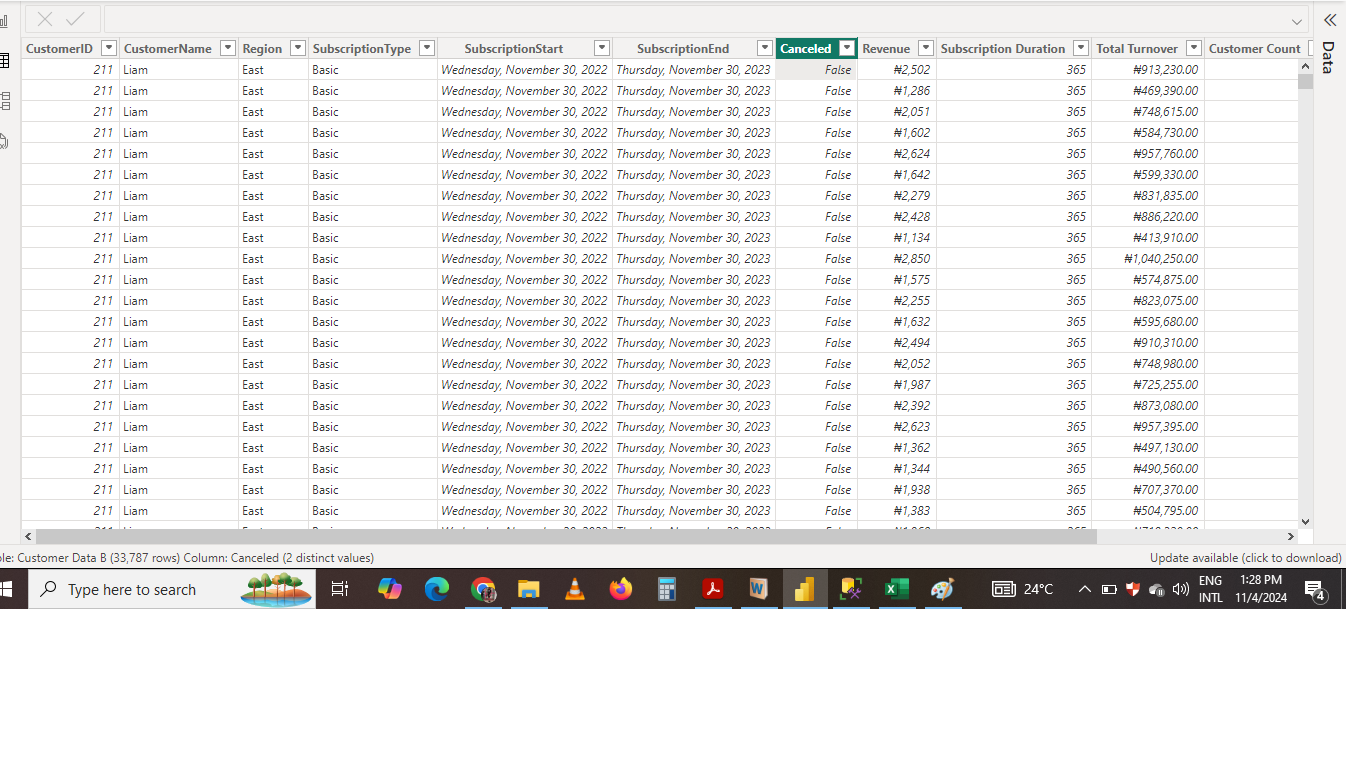 CustomerID CustomerName Region SubscriptionType SubscriptionStart SubscriptionEnd Canceled Revenue Subscription Duration Total Turnover Customer Count
211 Liam East Basic Wednesday, November 30, 2022 Thursday, November 30, 2023 False ₦2,502 365 ₦913,230.00
211 Liam East Basic Wednesday, November 30, 2022 Thursday, November 30, 2023 False ₦1,286 365 ₦469,390.00
211 Liam East Basic Wednesday, November 30, 2022 Thursday, November 30, 2023 False ₦2,051 365 ₦748,615.00
211 Liam East Basic Wednesday, November 30, 2022 Thursday, November 30, 2023 False ₦1,602 365 ₦584,730.00
211 Liam East Basic Wednesday, November 30, 2022 Thursday, November 30, 2023 False ₦2,624 365 ₦957,760.00
211 Liam East Basic Wednesday, November 30, 2022 Thursday, November 30, 2023 False ₦1,642 365 ₦599,330.00
211 Liam East Basic Wednesday, November 30, 2022 Thursday, November 30, 2023 False ₦2,279 365 ₦831,835.00
211 Liam East Basic Wednesday, November 30, 2022 Thursday, November 30, 2023 False ₦2,428 365 ₦886,220.00
211 Liam East Basic Wednesday, November 30, 2022 Thursday, November 30, 2023 False ₦1,134 365 ₦413,910.00
211 Liam East Basic Wednesday, November 30, 2022 Thursday, November 30, 2023 False ₦2,850 365 ₦1,040,250.00
211 Liam East Basic Wednesday, November 30, 2022 Thursday, November 30, 2023 False ₦1,575 365 ₦574,875.00
211 Liam East Basic Wednesday, November 30, 2022 Thursday, November 30, 2023 False ₦2,255 365 ₦823,075.00
211 Liam East Basic Wednesday, November 30, 2022 Thursday, November 30, 2023 False ₦1,632 365 ₦595,680.00
211 Liam East Basic Wednesday, November 30, 2022 Thursday, November 30, 2023 False ₦2,494 365 ₦910,310.00
211 Liam East Basic Wednesday, November 30, 2022 Thursday, November 30, 2023 False ₦2,052 365 ₦748,980.00
211 Liam East Basic Wednesday, November 30, 2022 Thursday, November 30, 2023 False ₦1,987 365 ₦725,255.00
211 Liam East Basic Wednesday, November 30, 2022 Thursday, November 30, 2023 False ₦2,392 365 ₦873,080.00
211 Liam East Basic Wednesday, November 30, 2022 Thursday, November 30, 2023 False ₦2,623 365 ₦957,395.00
211 Liam East Basic Wednesday, November 30, 2022 Thursday, November 30, 2023 False ₦1,362 365 ₦497,130.00
211 Liam East Basic Wednesday, November 30, 2022 Thursday, November 30, 2023 False ₦1,344 365 ₦490,560.00
211 Liam East Basic Wednesday, November 30, 2022 Thursday, November 30, 2023 False ₦1,938 365 ₦707,370.00
211 Liam East Basic Wednesday, November 30, 2022 Thursday, November 30, 2023 False ₦1,383 365 ₦504,795.00
Data
Customer Data B (33,787 rows) Column: Canceled (2 distinct values)
Update available (click to download)
Type here to search
24°C
ENG
INTL
1:28 PM
11/4/2024
4